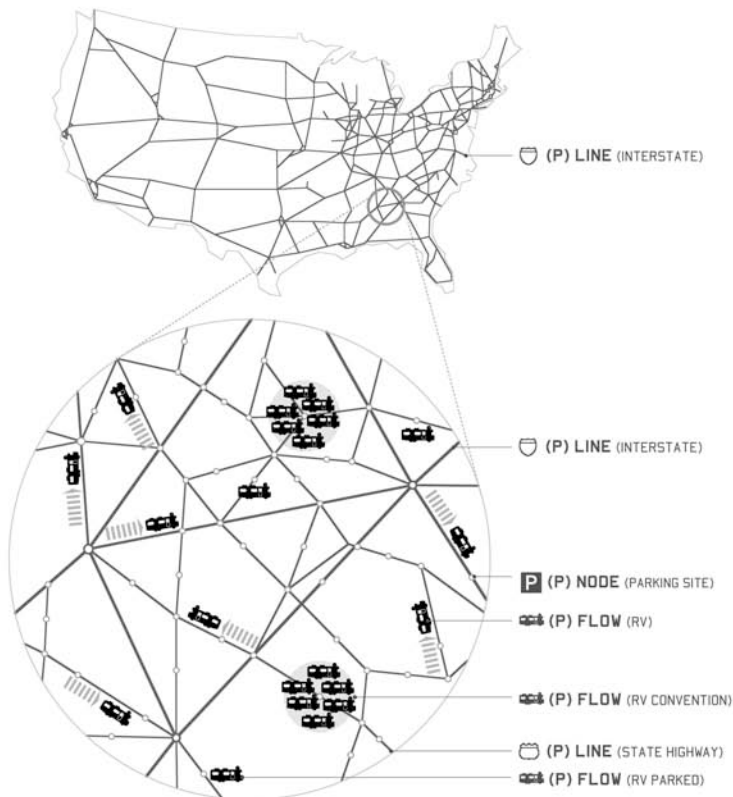 (P) LINE (INTERSTATE)
(P) LINE (INTERSTATE)
P (P) NODE (PARKING SITE)
(P) FLOW (RV)
(P) FLOW (RV CONVENTION)
(P) LINE (STATE HIGHWAY)
(P) FLOW (RV PARKED)